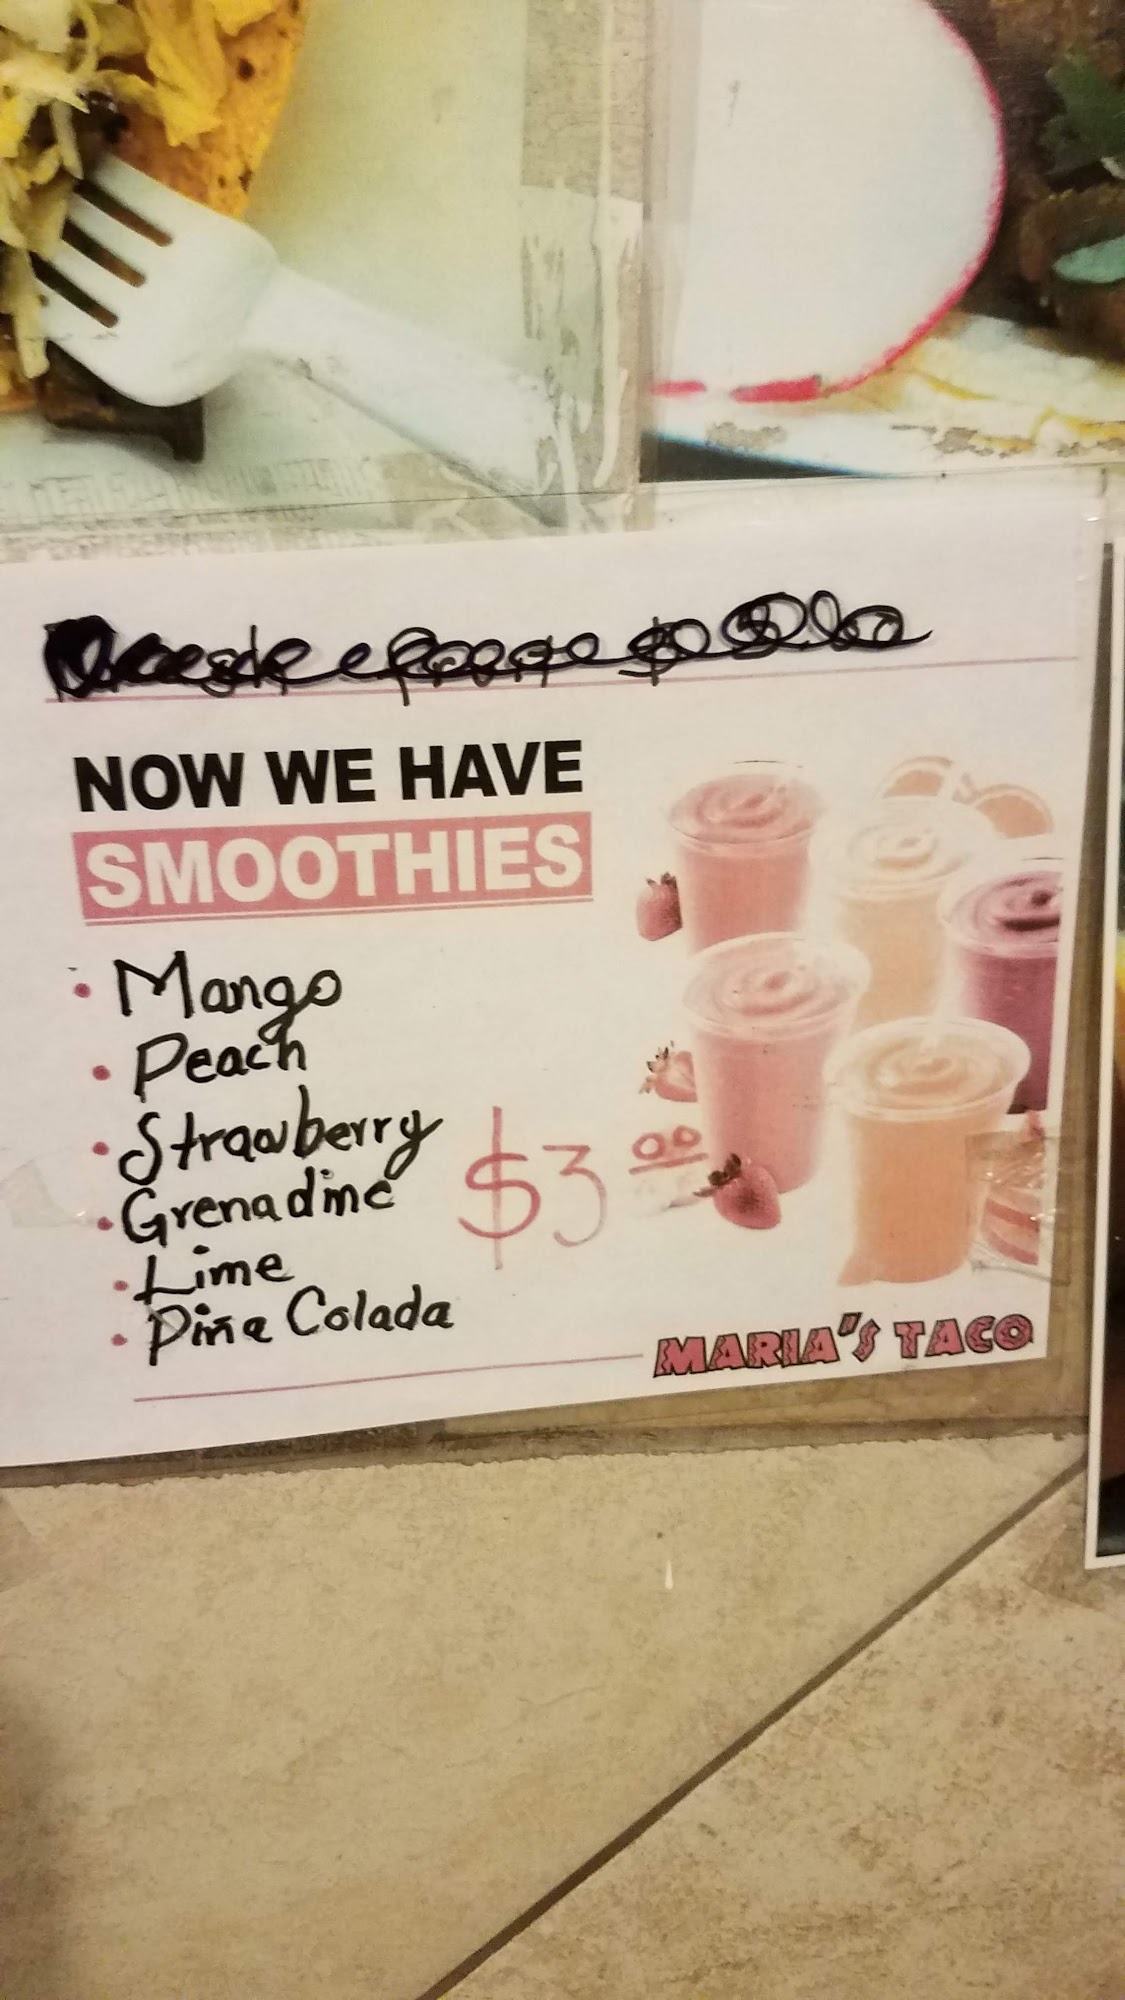 NOW WE HAVE
SMOOTHIES
• Mango
• Peach
• Strawberry
• Grenadine
• Lime
• Piña Colada
$3.00
MARIA'S TACO